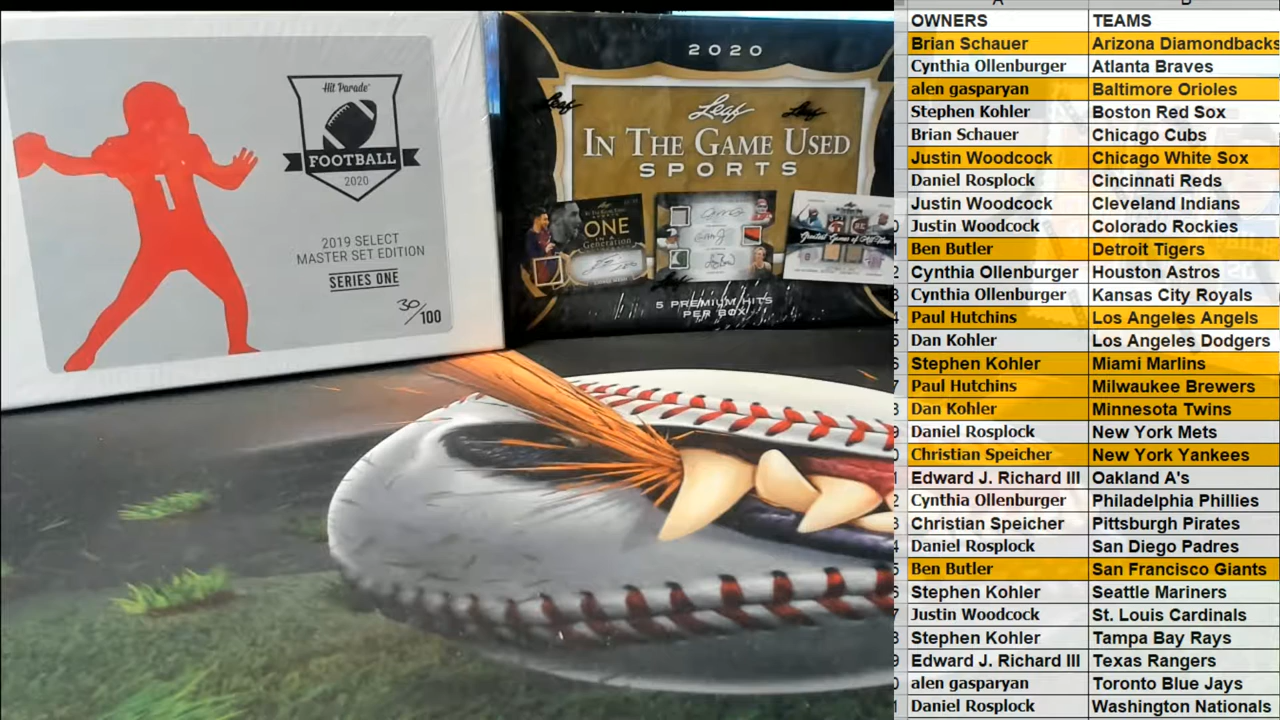 Hit Parade
FOOTBALL
2020
1
2019 SELECT
MASTER SET EDITION
SERIES ONE
30/100
2020
Leaf
Leaf
Leaf
IN THE GAME USED
SPORTS
ONE
Generation
5 PREMIUM HITS
PER BOX
OWNERS TEAMS
Brian Schauer Arizona Diamondbacks
Cynthia Ollenburger Atlanta Braves
alen gasparyan Baltimore Orioles
Stephen Kohler Boston Red Sox
Brian Schauer Chicago Cubs
Justin Woodcock Chicago White Sox
Daniel Rosplock Cincinnati Reds
Justin Woodcock Cleveland Indians
Justin Woodcock Colorado Rockies
Ben Butler Detroit Tigers
Cynthia Ollenburger Houston Astros
Cynthia Ollenburger Kansas City Royals
Paul Hutchins Los Angeles Angels
Dan Kohler Los Angeles Dodgers
Stephen Kohler Miami Marlins
Paul Hutchins Milwaukee Brewers
Dan Kohler Minnesota Twins
Daniel Rosplock New York Mets
Christian Speicher New York Yankees
Edward J. Richard III Oakland A's
Cynthia Ollenburger Philadelphia Phillies
Christian Speicher Pittsburgh Pirates
Daniel Rosplock San Diego Padres
Ben Butler San Francisco Giants
Stephen Kohler Seattle Mariners
Justin Woodcock St. Louis Cardinals
Stephen Kohler Tampa Bay Rays
Edward J. Richard III Texas Rangers
alen gasparyan Toronto Blue Jays
Daniel Rosplock Washington Nationals